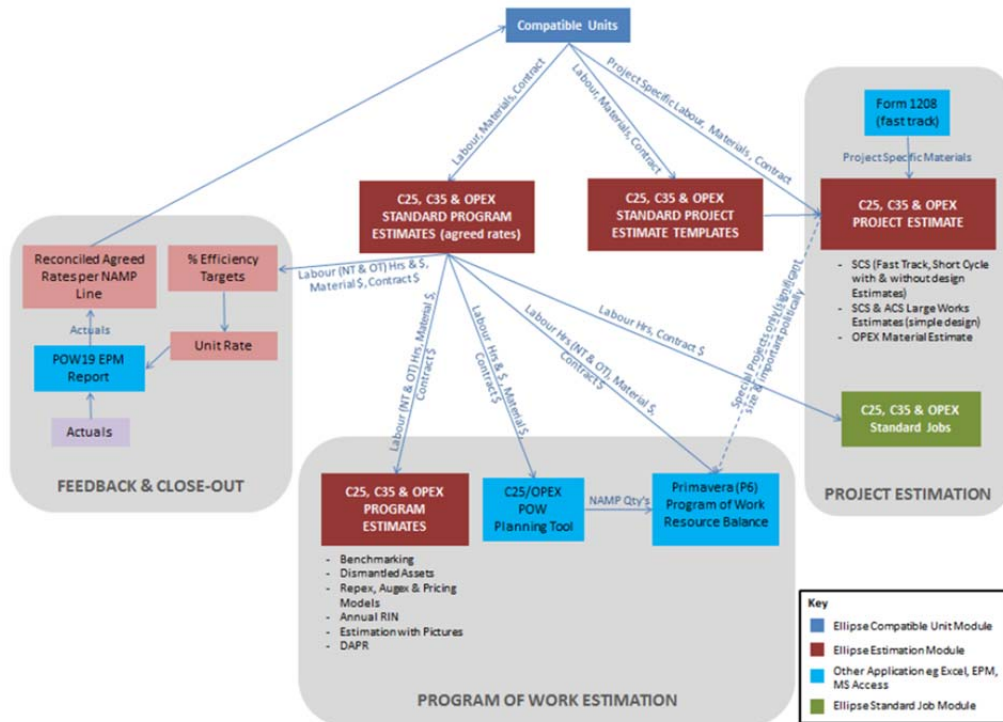 Compatible Units
Labour, Materials, Contract
Labour, Materials, Contract
Project Specific Labour, Materials, Contract
Form 1208
(fast track)
Project Specific Materials
C25, C35 & OPEX
STANDARD PROGRAM
ESTIMATES (agreed rates)
C25, C35 & OPEX
STANDARD PROJECT
ESTIMATE TEMPLATES
C25, C35 & OPEX
PROJECT ESTIMATE
- SCS (Fast Track, Short Cycle
with & without design
Estimates)
- SCS & ACS Large Works
Estimates (simple design)
- OPEX Material Estimate
Reconciled Agreed
Rates per NAMP
Line
% Efficiency
Targets
Labour (NT & OT) Hrs & $,
Material $, Contract $
Actuals
POW19 EPM
Report
Unit Rate
Actuals
FEEDBACK & CLOSE-OUT
Labour (NT & OT) Hrs, Material $,
Contract $
Labour Hrs & $, Material $,
Contract $
Labour Hrs (NT & OT), Material $,
Contract $
Labour Hrs, Contract $
Special Projects only (significant
size & important politically
C25, C35 & OPEX
Standard Jobs
PROJECT ESTIMATION
C25, C35 & OPEX
PROGRAM
ESTIMATES
C25/OPEX
POW
Planning Tool
NAMP Qty's
Primavera (P6)
Program of Work
Resource Balance
- Benchmarking
- Dismantled Assets
- Repex, Augex & Pricing
Models
- Annual RIN
- Estimation with Pictures
- DAPR
PROGRAM OF WORK ESTIMATION
Key
Ellipse Compatible Unit Module
Ellipse Estimation Module
Other Application eg Excel, EPM,
MS Access
Ellipse Standard Job Module